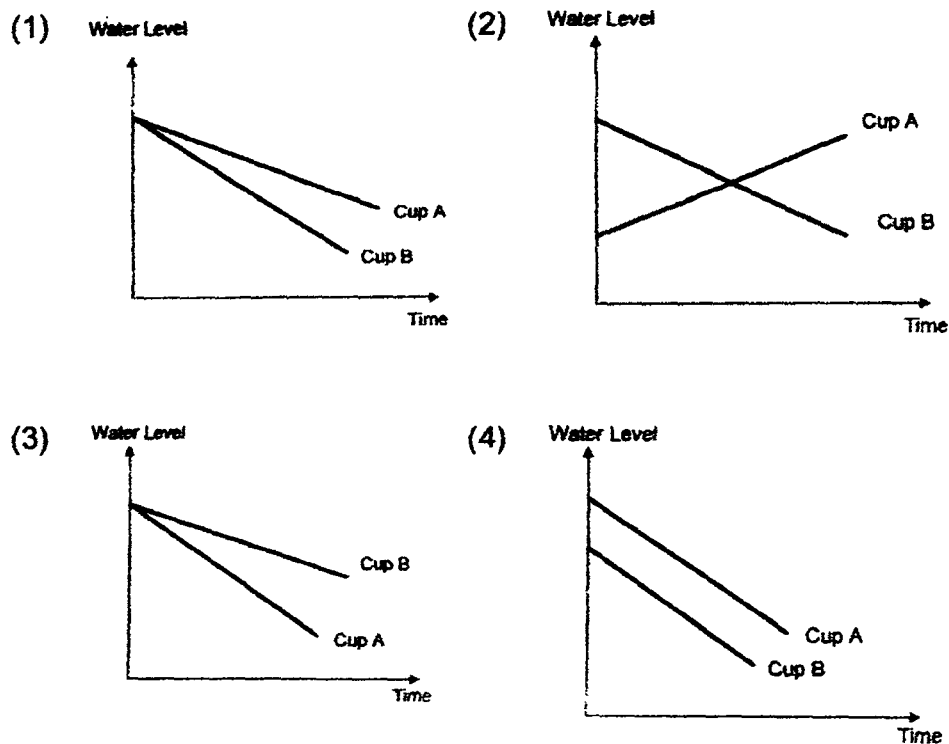 (1) Water Level
Cup A
Cup B
Time
(2) Water Level
Cup A
Cup B
Time
(3) Water Level
Cup B
Cup A
Time
(4) Water Level
Cup A
Cup B
Time